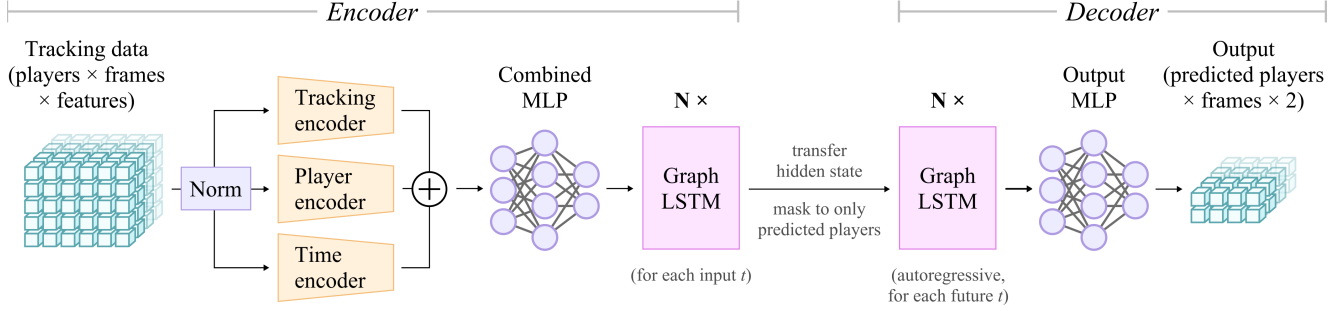 Encoder
Decoder
Tracking data
(players × frames
× features)
Norm
Tracking
encoder
Player
encoder
Time
encoder
Combined
MLP
N ×
Graph
LSTM
(for each input t)
transfer
hidden state
mask to only
predicted players
N ×
Graph
LSTM
(autoregressive,
for each future t)
Output
MLP
Output
(predicted players
× frames × 2)